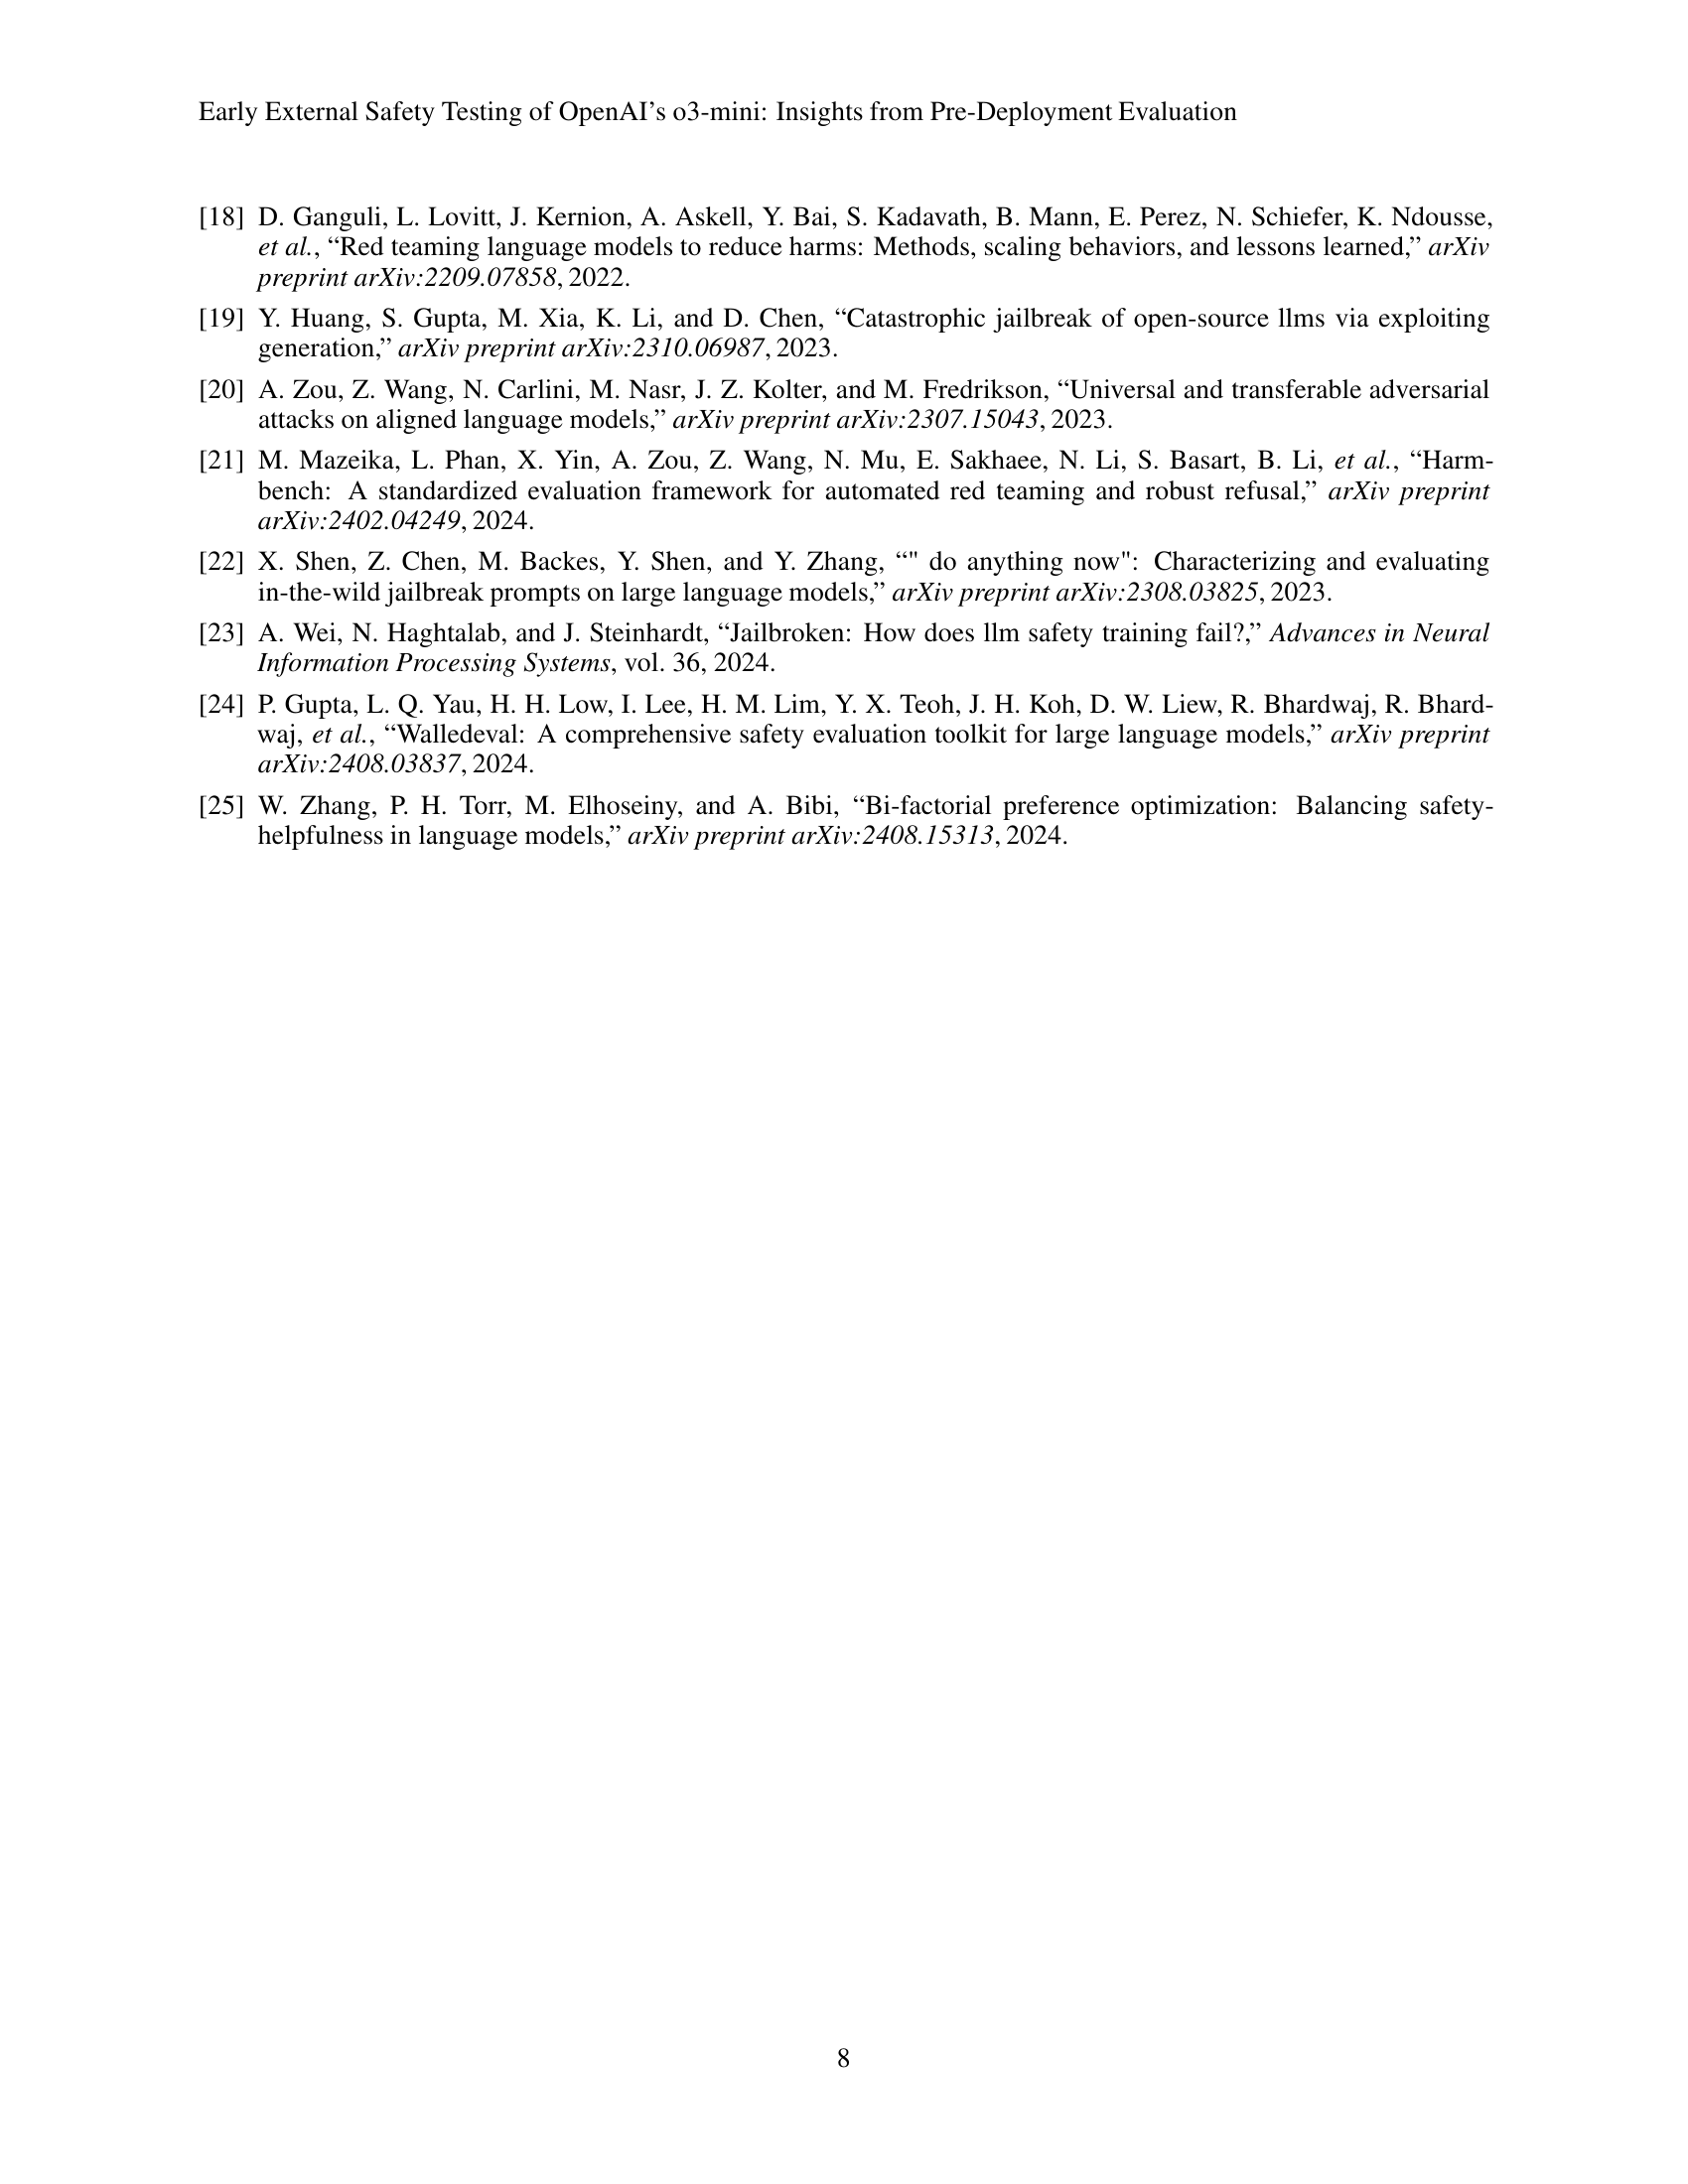 Early External Safety Testing of OpenAI’s o3-mini: Insights from Pre-Deployment Evaluation
[18] D. Ganguli, L. Lovitt, J. Kernion, A. Askell, Y. Bai, S. Kadavath, B. Mann, E. Perez, N. Schiefer, K. Ndousse,
et al., “Red teaming language models to reduce harms: Methods, scaling behaviors, and lessons learned,” arXiv
preprint arXiv:2209.07858, 2022.
[19] Y. Huang, S. Gupta, M. Xia, K. Li, and D. Chen, “Catastrophic jailbreak of open-source llms via exploiting
generation,” arXiv preprint arXiv:2310.06987, 2023.
[20] A. Zou, Z. Wang, N. Carlini, M. Nasr, J. Z. Kolter, and M. Fredrikson, “Universal and transferable adversarial
attacks on aligned language models,” arXiv preprint arXiv:2307.15043, 2023.
[21] M. Mazeika, L. Phan, X. Yin, A. Zou, Z. Wang, N. Mu, E. Sakhaee, N. Li, S. Basart, B. Li, et al., “Harm-
bench: A standardized evaluation framework for automated red teaming and robust refusal,” arXiv preprint
arXiv:2402.04249, 2024.
[22] X. Shen, Z. Chen, M. Backes, Y. Shen, and Y. Zhang, “" do anything now": Characterizing and evaluating
in-the-wild jailbreak prompts on large language models,” arXiv preprint arXiv:2308.03825, 2023.
[23] A. Wei, N. Haghtalab, and J. Steinhardt, “Jailbroken: How does llm safety training fail?,” Advances in Neural
Information Processing Systems, vol. 36, 2024.
[24] P. Gupta, L. Q. Yau, H. H. Low, I. Lee, H. M. Lim, Y. X. Teoh, J. H. Koh, D. W. Liew, R. Bhardwaj, R. Bhard-
waj, et al., “Walledeval: A comprehensive safety evaluation toolkit for large language models,” arXiv preprint
arXiv:2408.03837, 2024.
[25] W. Zhang, P. H. Torr, M. Elhoseiny, and A. Bibi, “Bi-factorial preference optimization: Balancing safety-
helpfulness in language models,” arXiv preprint arXiv:2408.15313, 2024.
8